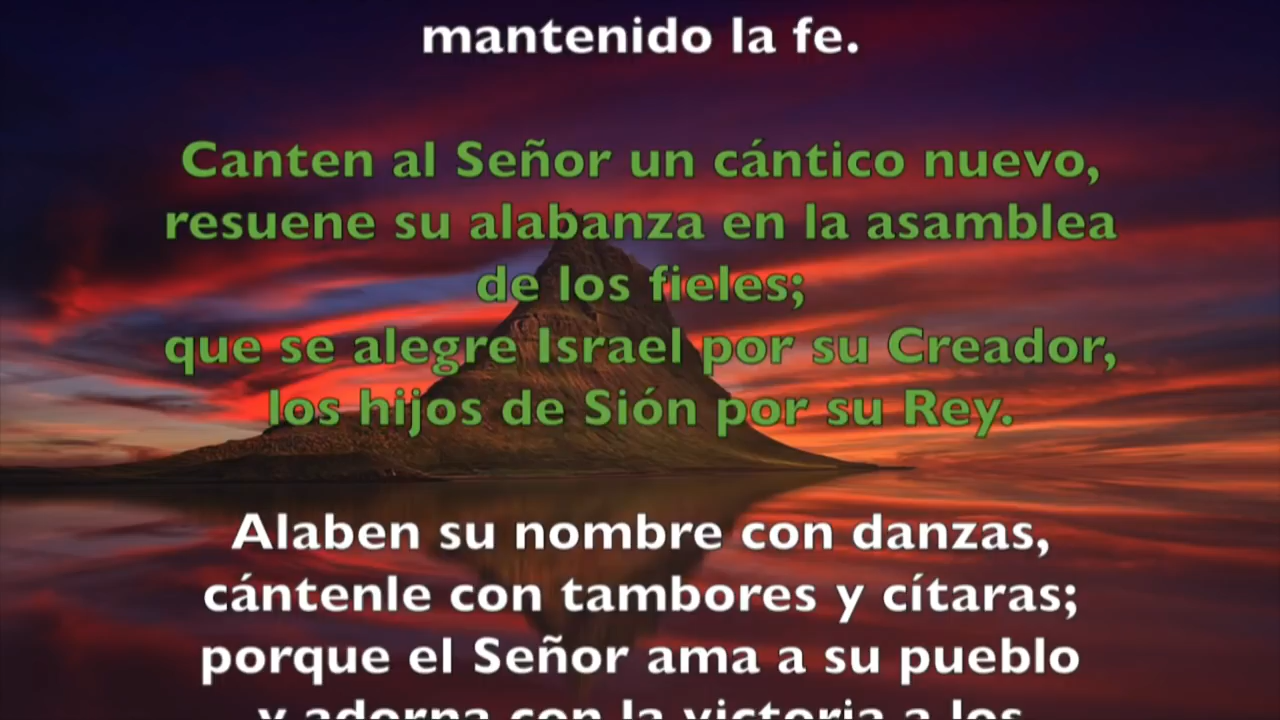 mantenido la fe.
Canten al Señor un cántico nuevo,
resuene su alabanza en la asamblea
de los fieles;
que se alegre Israel por su Creador,
los hijos de Sión por su Rey.
Alaben su nombre con danzas,
cántenle con tambores y cítaras;
porque el Señor ama a su pueblo
y adorna con la victoria a los